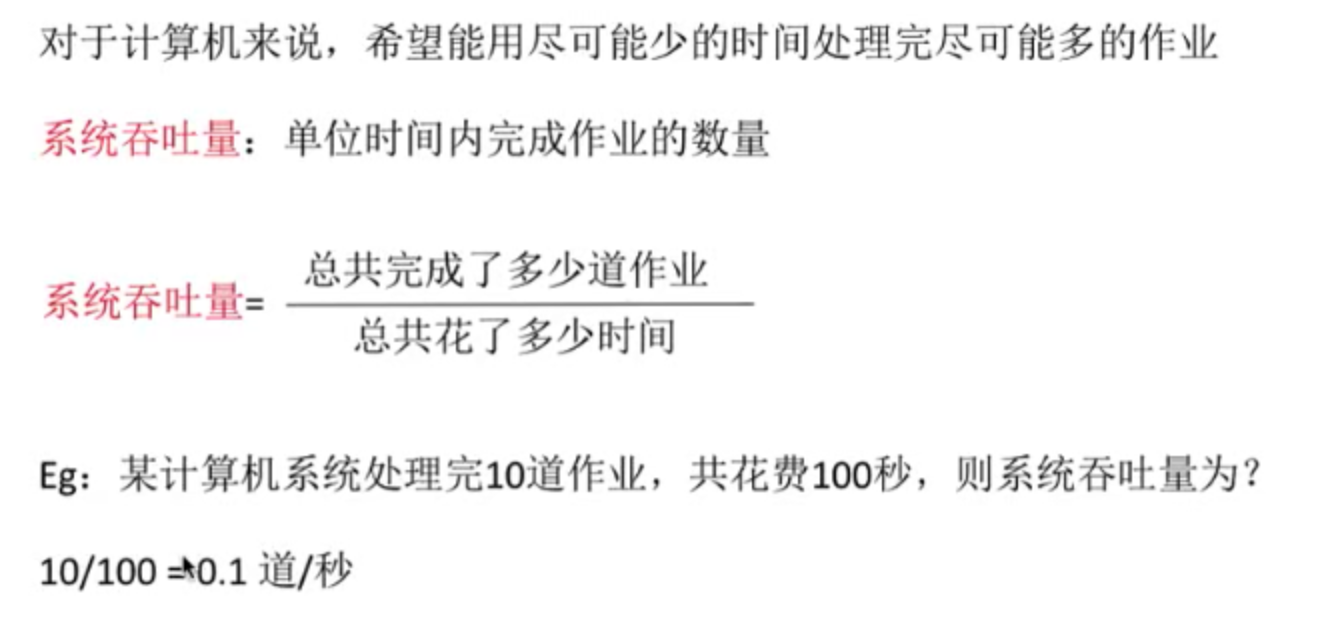 对于计算机来说，希望能用尽可能少的时间处理完尽可能多的作业
系统吞吐量：单位时间内完成作业的数量
总共完成了多少道作业
系统吞吐量=
总共花了多少时间
Eg：某计算机系统处理完10道作业，共花费100秒，则系统吞吐量为？
10/100 = 0.1 道/秒